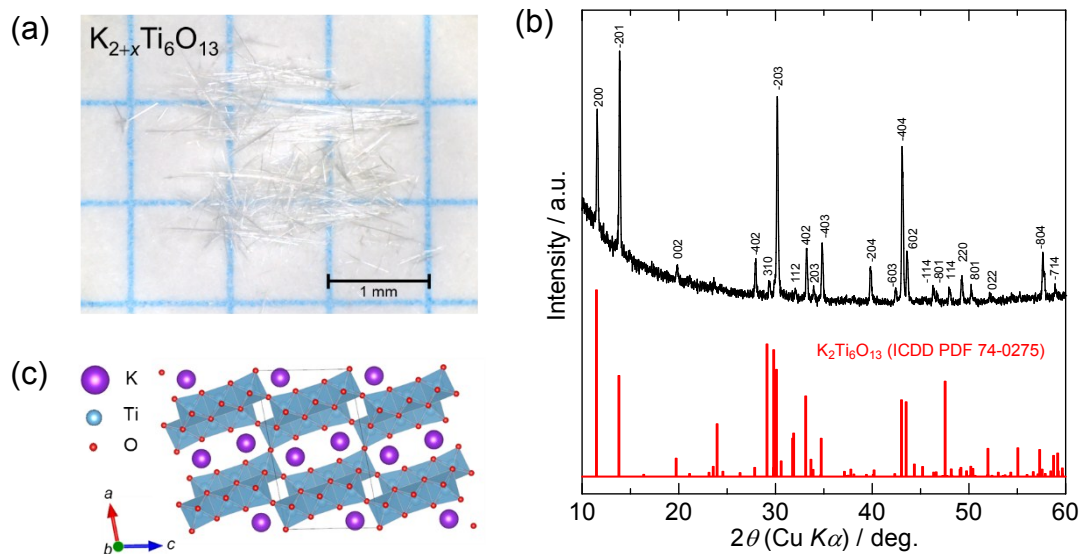 (a)
K2+xTi6O13
1 mm
(b)
Intensity / a.u.
200
-201
002
-402
310
-203
112
402
203
-403
-204
-603
-404
602
-114
-801
114
220
801
022
-804
-714
K2Ti6O13 (ICDD PDF 74-0275)
10 20 30 40 50 60
2θ (Cu Kα) / deg.
(c)
K
Ti
O
a
b
c